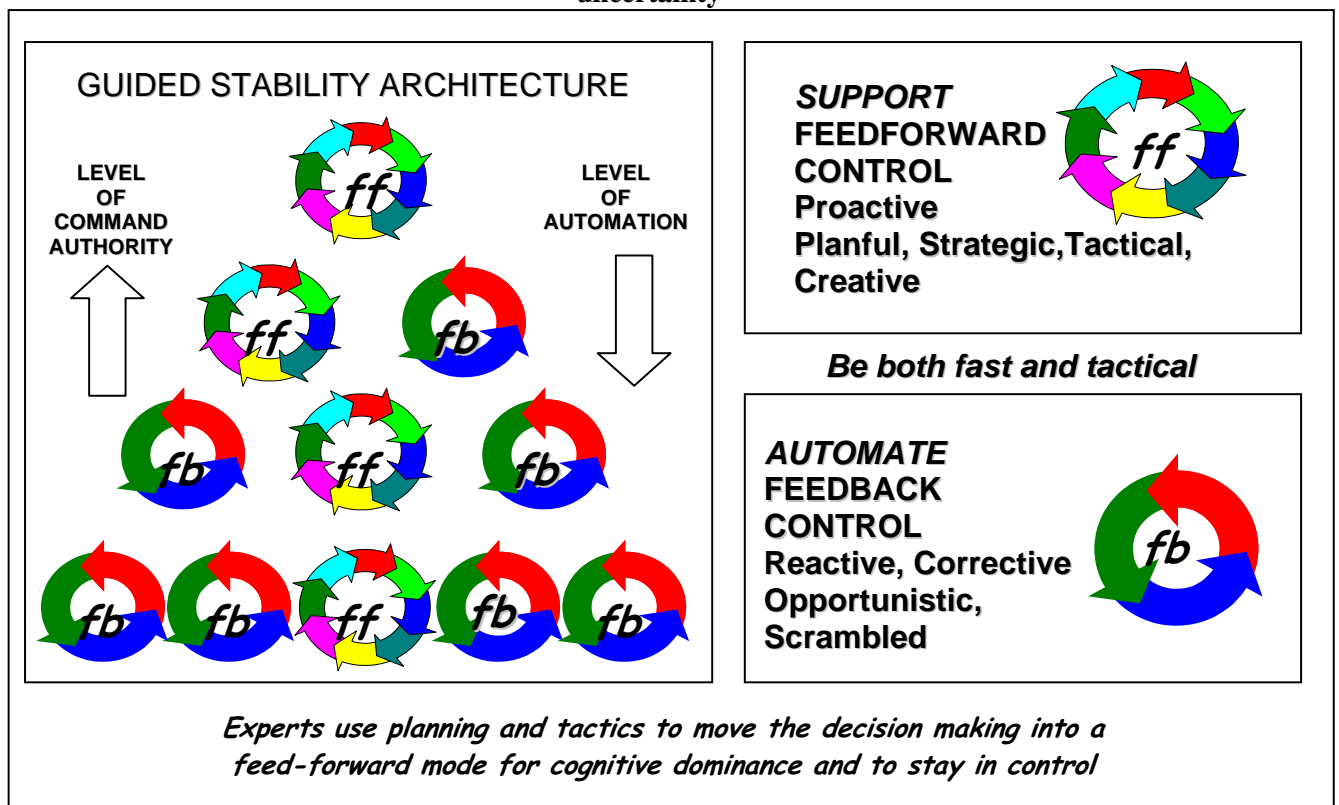 uncertainty
GUIDED STABILITY ARCHITECTURE
LEVEL
OF
COMMAND
AUTHORITY
LEVEL
OF
AUTOMATION
ff
ff
fb
fb
ff
fb
fb
fb
ff
fb
fb
SUPPORT
FEEDFORWARD
CONTROL
Proactive
Planful, Strategic,Tactical,
Creative
ff
Be both fast and tactical
AUTOMATE
FEEDBACK
CONTROL
Reactive, Corrective
Opportunistic,
Scrambled
fb
Experts use planning and tactics to move the decision making into a
feed-forward mode for cognitive dominance and to stay in control